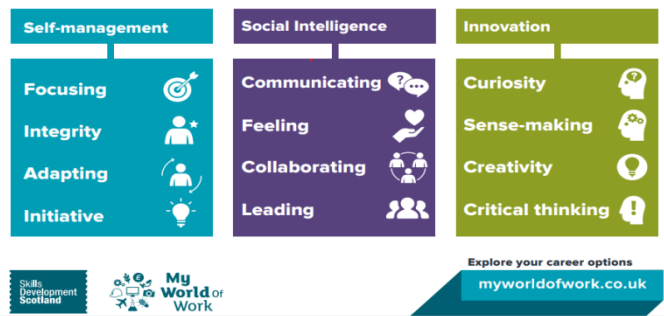 Self-management
Focusing
Integrity
Adapting
Initiative
Social Intelligence
Communicating
Feeling
Collaborating
Leading
Innovation
Curiosity
Sense-making
Creativity
Critical thinking
Skills
Development
Scotland
My
World Of
Work
Explore your career options
myworldofwork.co.uk